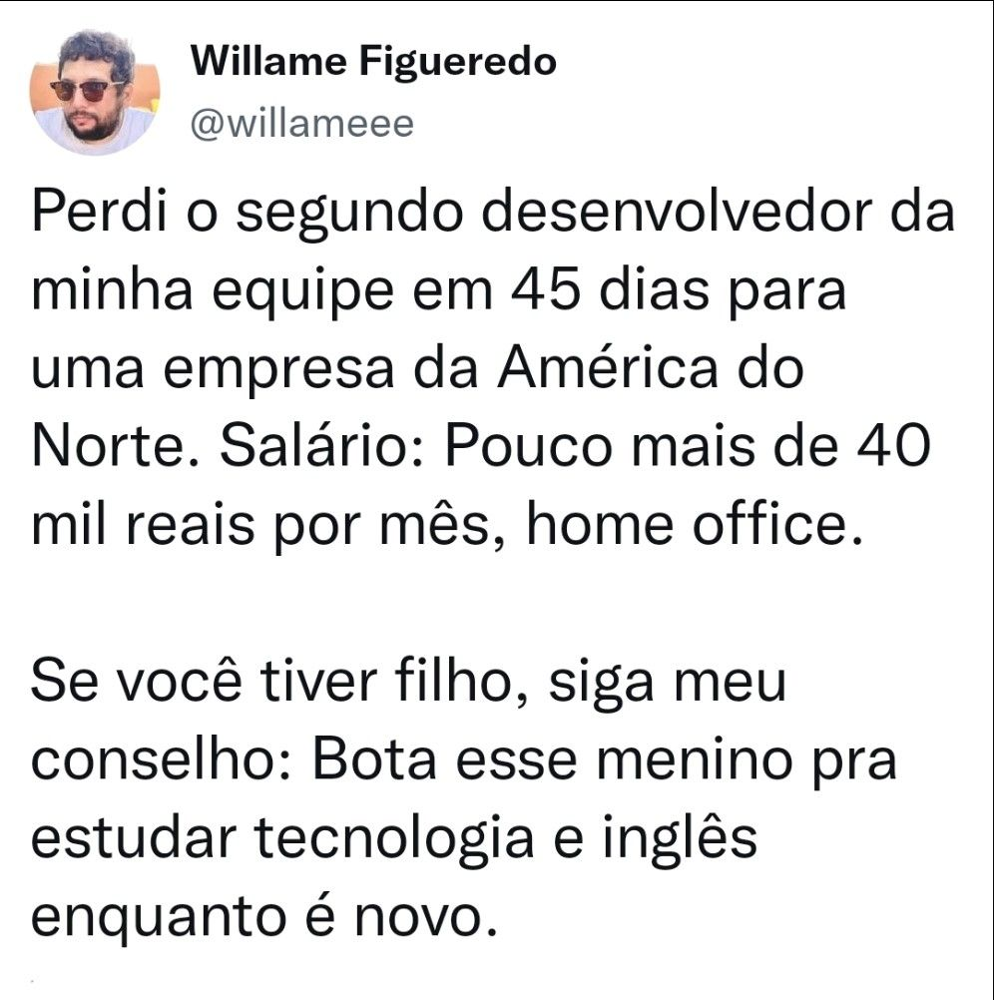 Willame Figueredo
@willameee
Perdi o segundo desenvolvedor da
minha equipe em 45 dias para
uma empresa da América do
Norte. Salário: Pouco mais de 40
mil reais por mês, home office.
Se você tiver filho, siga meu
conselho: Bota esse menino pra
estudar tecnologia e inglês
enquanto é novo.